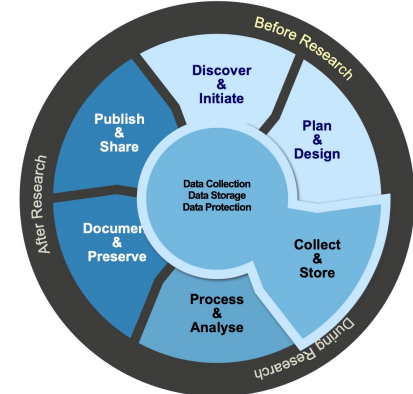 Before Research
Discover
&
Initiate
Plan
&
Design
Collect
&
Store
During Research
Process
&
Analyse
Document
&
Preserve
Publish
&
Share
After Research
Data Collection
Data Storage
Data Protection